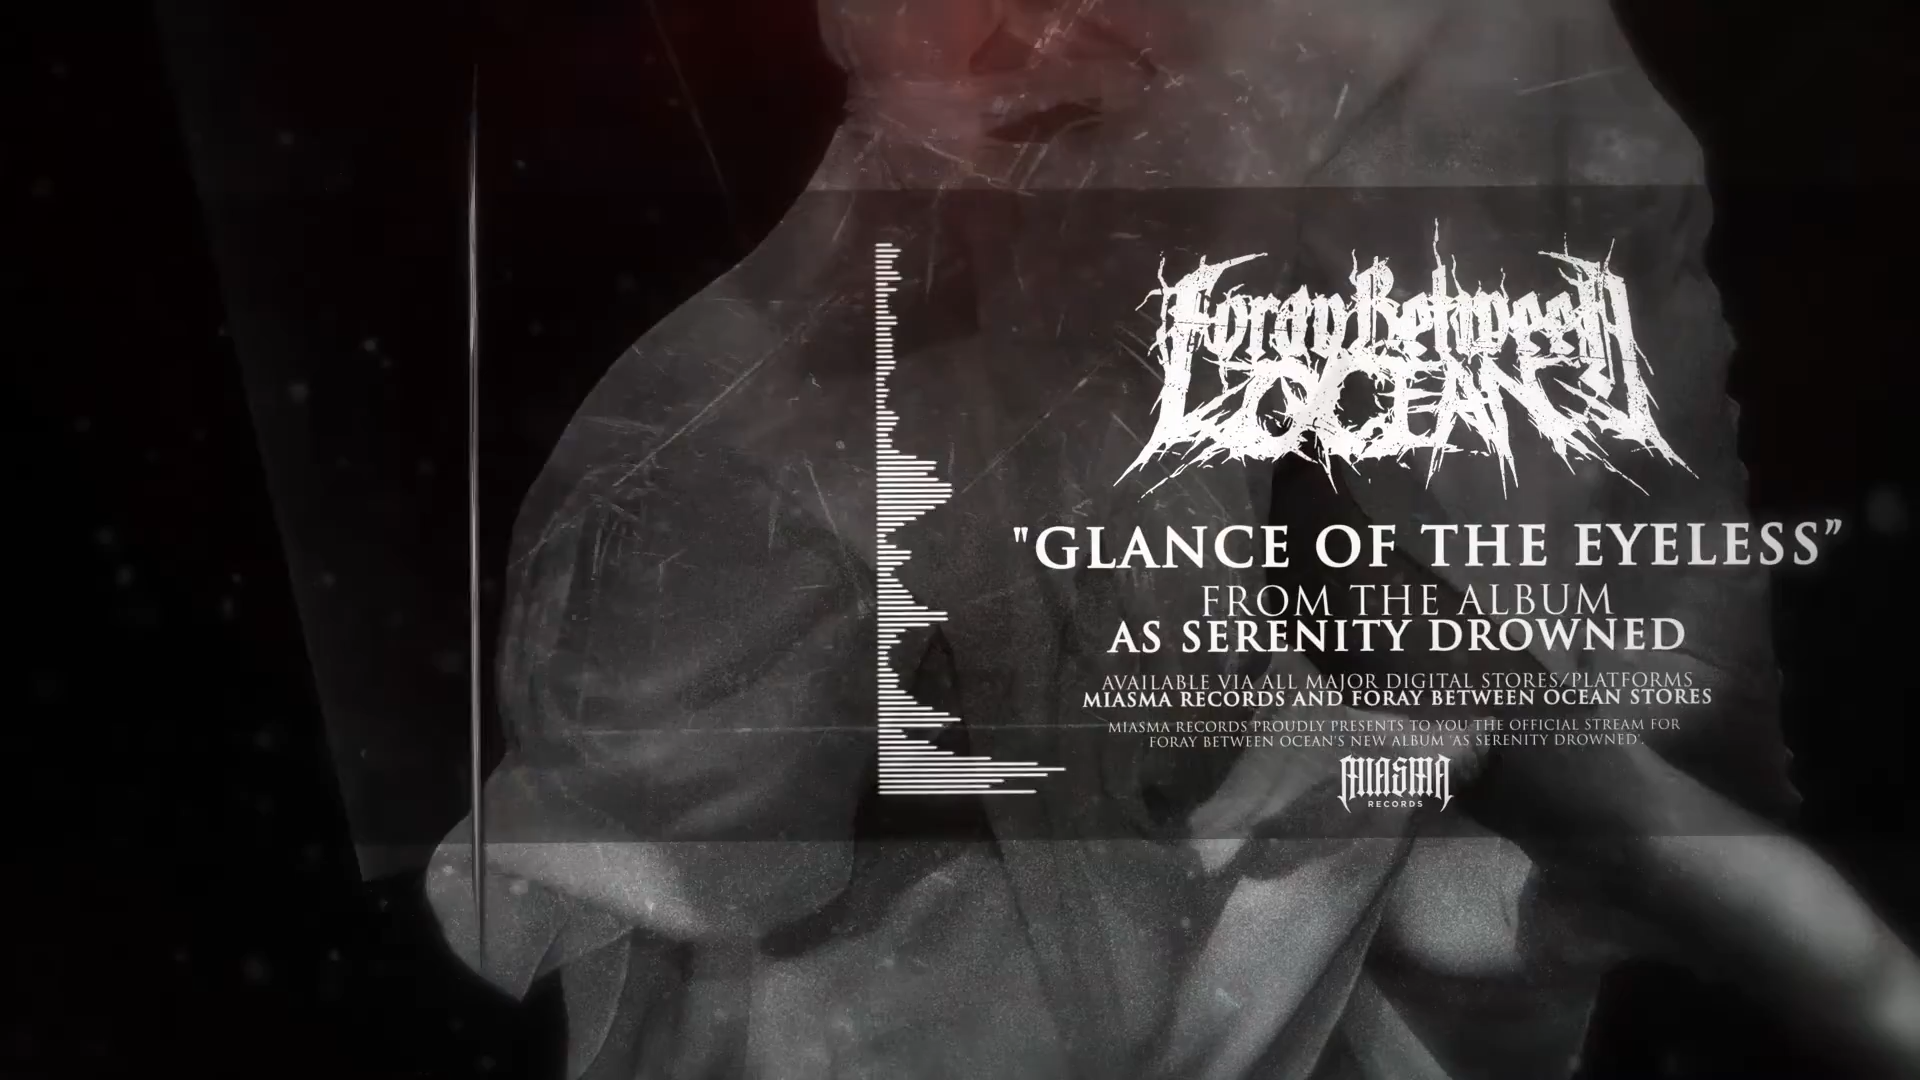 Foray Between
OCEAN
"GLANCE OF THE EYELESS”
FROM THE ALBUM
AS SERENITY DROWNED
AVAILABLE VIA ALL MAJOR DIGITAL STORES/PLATFORMS
MIASMA RECORDS AND FORAY BETWEEN OCEAN STORES
MIASMA RECORDS PROUDLY PRESENTS TO YOU THE OFFICIAL STREAM FOR
FORAY BETWEEN OCEAN'S NEW ALBUM 'AS SERENITY DROWNED'.
MIASMA
RECORDS